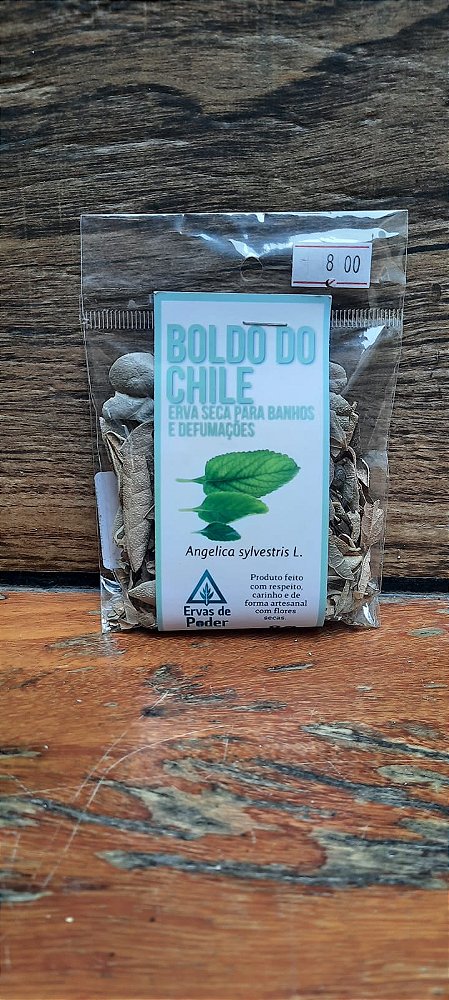 8 00
BOLDO DO
CHILE
ERVA SECA PARA BANHOS
E DEFUMAÇÕES
Angelica sylvestris L.
Ervas de
Poder
Produto feito
com respeito,
carinho e de
forma artesanal
com flores
secas.